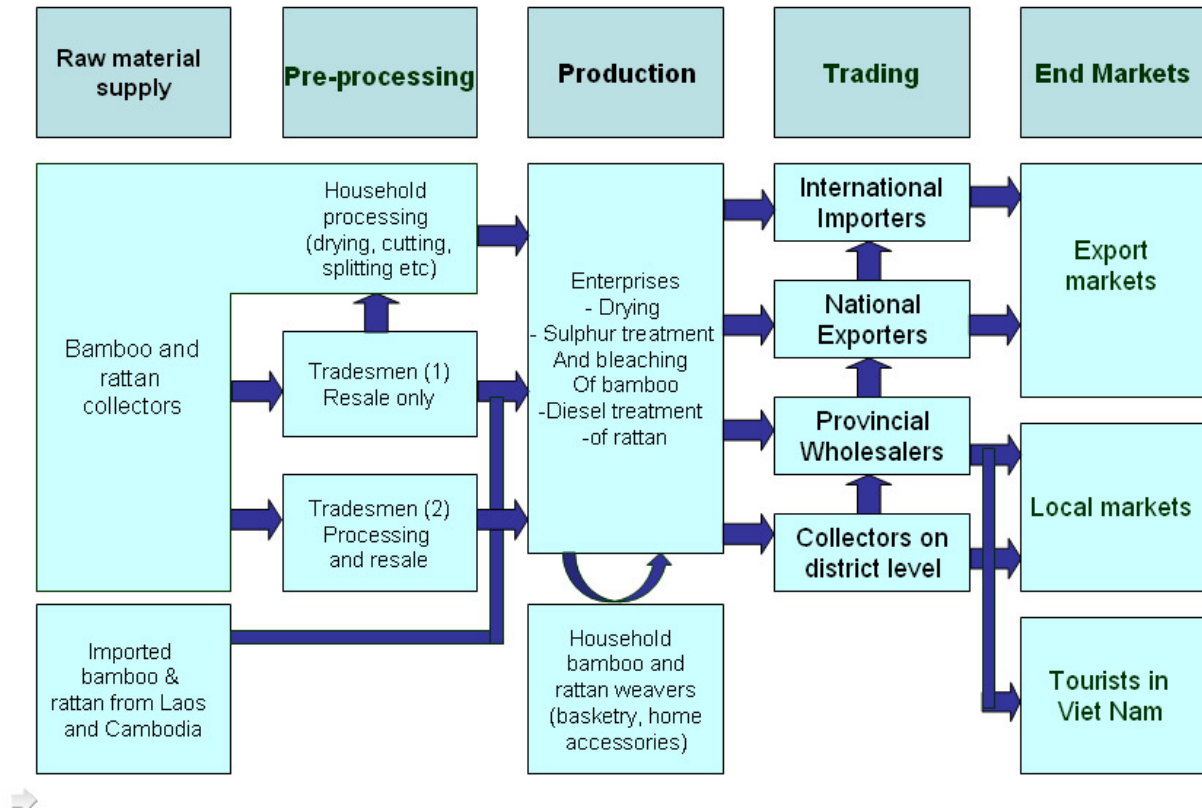 Raw material
supply
Pre-processing
Production
Trading
End Markets
Household
processing
(drying, cutting,
splitting etc)
Bamboo and
rattan
collectors
Tradesmen (1)
Resale only
Tradesmen (2)
Processing
and resale
Imported
bamboo &
rattan from Laos
and Cambodia
Enterprises
- Drying
- Sulphur treatment
And bleaching
Of bamboo
-Diesel treatment
-of rattan
Household
bamboo and
rattan weavers
(basketry, home
accessories)
International
Importers
National
Exporters
Provincial
Wholesalers
Collectors on
district level
Export
markets
Local markets
Tourists in
Viet Nam